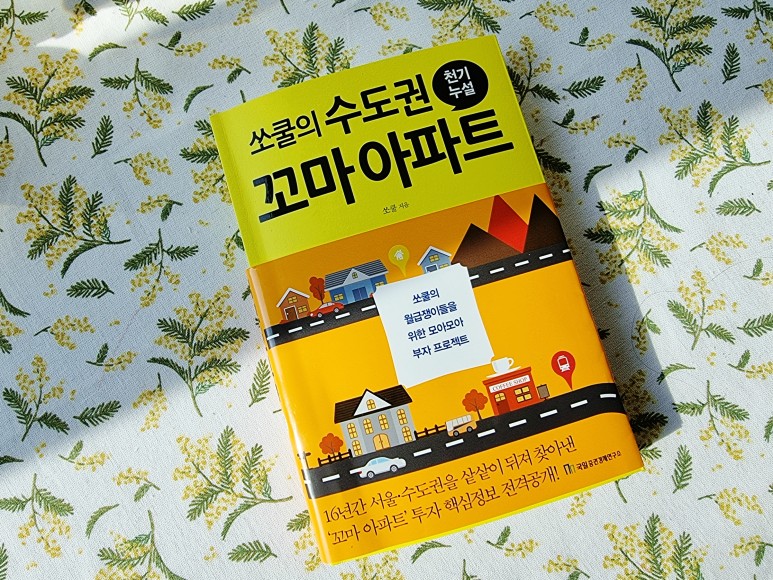 천기
누설
쏘쿨의 수도권
꼬마 아파트
쏘쿨 지음
쏘쿨의
월급쟁이들을
위한 모아모아
부자 프로젝트
COFFEE SHOP
16년간 서울·수도권을 샅샅이 뒤져 찾아낸
'꼬마 아파트' 투자 핵심정보 전격공개!
국일증권경제연구소